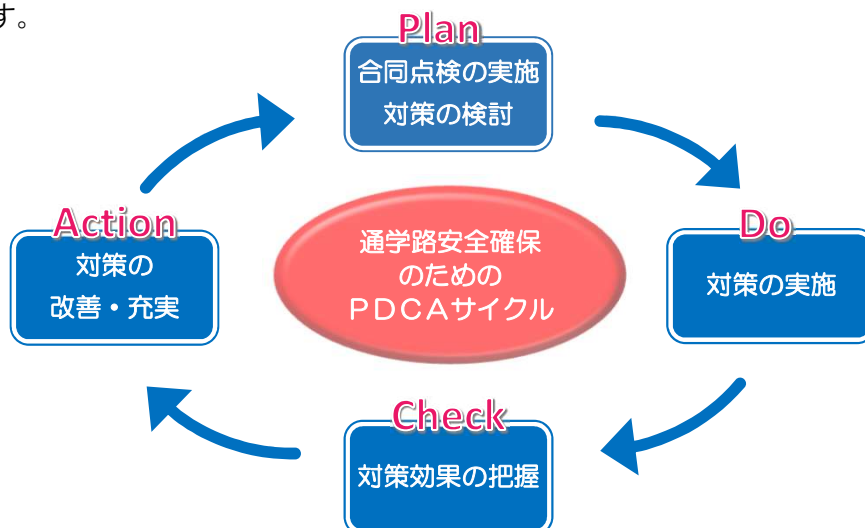 す。
Plan
合同点検の実施
対策の検討
Action
対策の
改善・充実
通学路安全確保
のための
ＰＤＣＡサイクル
Do
対策の実施
Check
対策効果の把握